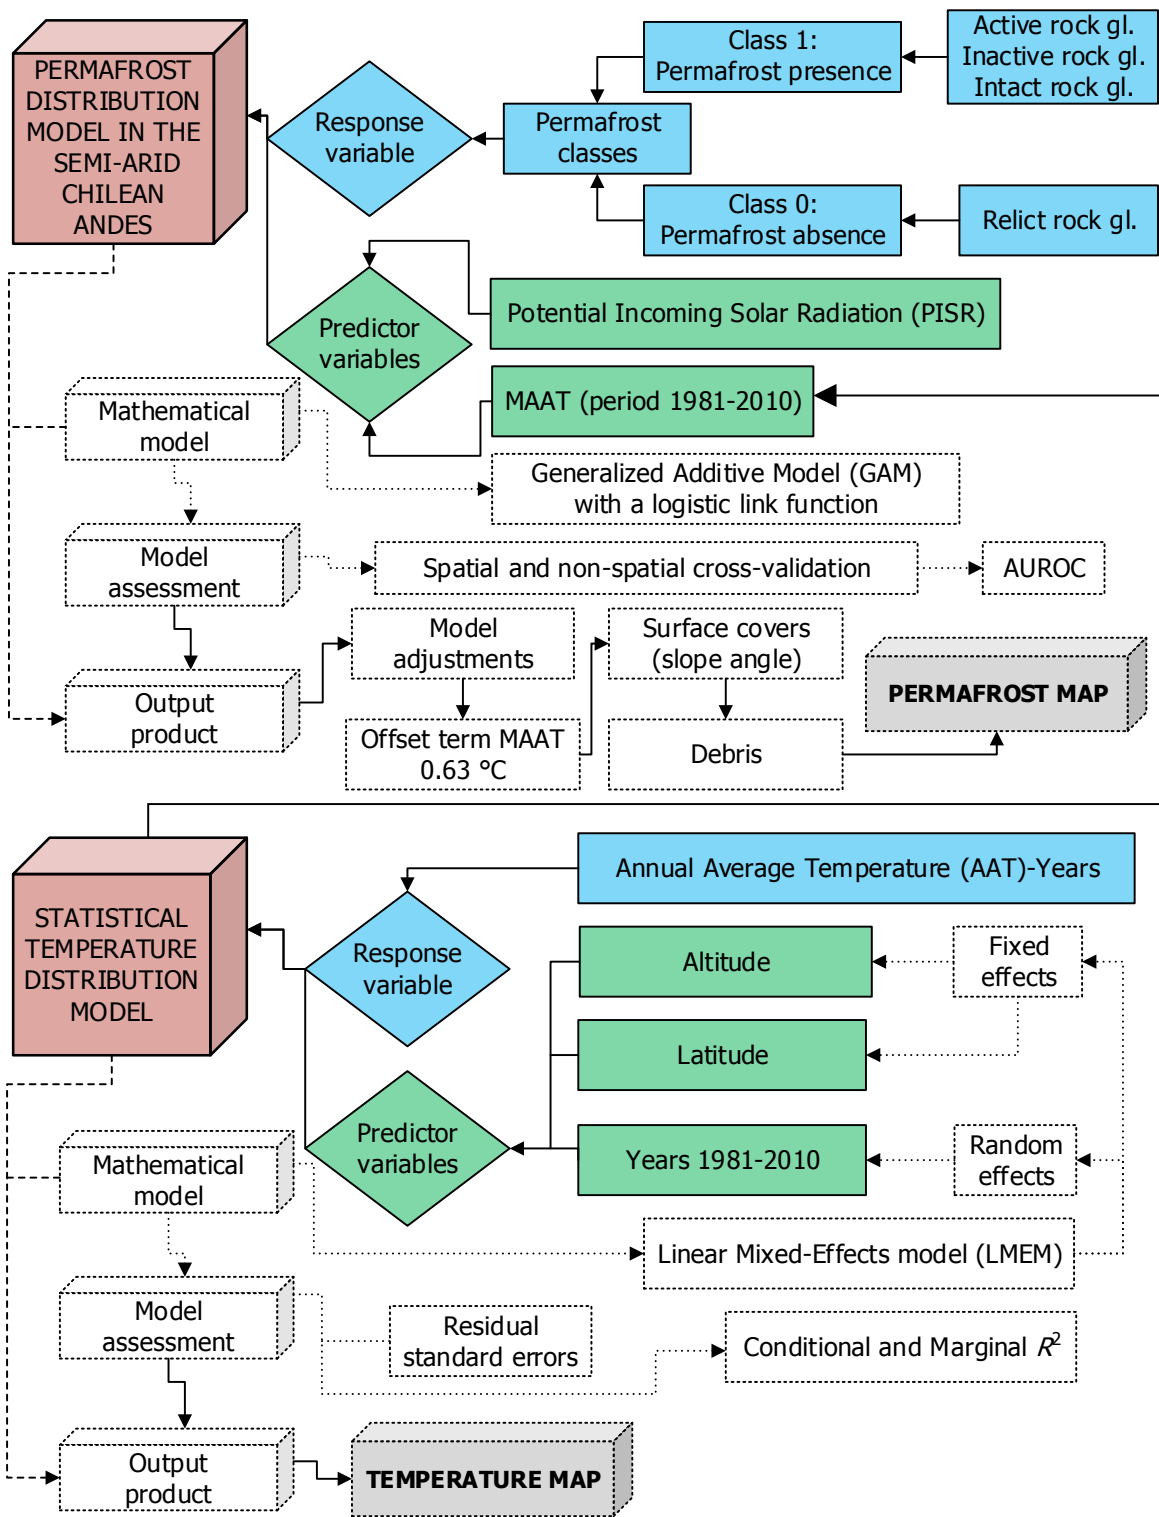 PERMAFROST
DISTRIBUTION
MODEL IN THE
SEMI-ARID
CHILEAN
ANDES
Response
variable
Permafrost
classes
Class 1:
Permafrost presence
Active rock gl.
Inactive rock gl.
Intact rock gl.
Class 0:
Permafrost absence
Relict rock gl.
Predictor
variables
Potential Incoming Solar Radiation (PISR)
MAAT (period 1981-2010)
Mathematical
model
Generalized Additive Model (GAM)
with a logistic link function
Model
assessment
Spatial and non-spatial cross-validation
AUROC
Output
product
Model
adjustments
Offset term MAAT
0.63 °C
Surface covers
(slope angle)
Debris
PERMAFROST MAP
STATISTICAL
TEMPERATURE
DISTRIBUTION
MODEL
Response
variable
Annual Average Temperature (AAT)-Years
Predictor
variables
Altitude
Latitude
Years 1981-2010
Fixed
effects
Random
effects
Mathematical
model
Linear Mixed-Effects model (LMEM)
Model
assessment
Residual
standard errors
Conditional and Marginal R²
Output
product
TEMPERATURE MAP